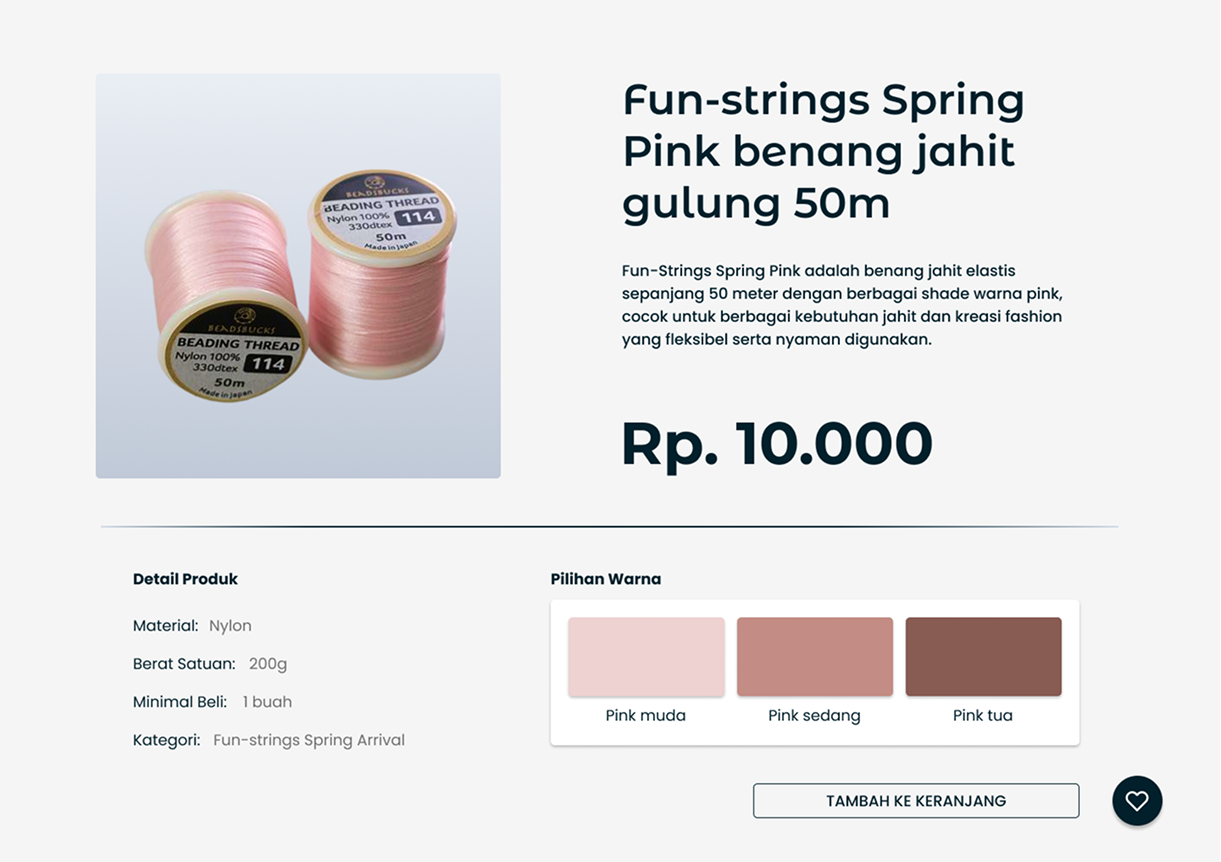 BEADSBUCKS
BEADING THREAD
Nylon 100%
330dtex 114
50m
Made in Japan
BEADSBUCKS
BEADING THREAD
Nylon 100%
330dtex 114
50m
Made in Japan
Fun-strings Spring
Pink benang jahit
gulung 50m
Fun-Strings Spring Pink adalah benang jahit elastis
sepanjang 50 meter dengan berbagai shade warna pink,
cocok untuk berbagai kebutuhan jahit dan kreasi fashion
yang fleksibel serta nyaman digunakan.
Rp. 10.000
Detail Produk
Material: Nylon
Berat Satuan: 200g
Minimal Beli: 1 buah
Kategori: Fun-strings Spring Arrival
Pilihan Warna
Pink muda Pink sedang Pink tua
TAMBAH KE KERANJANG